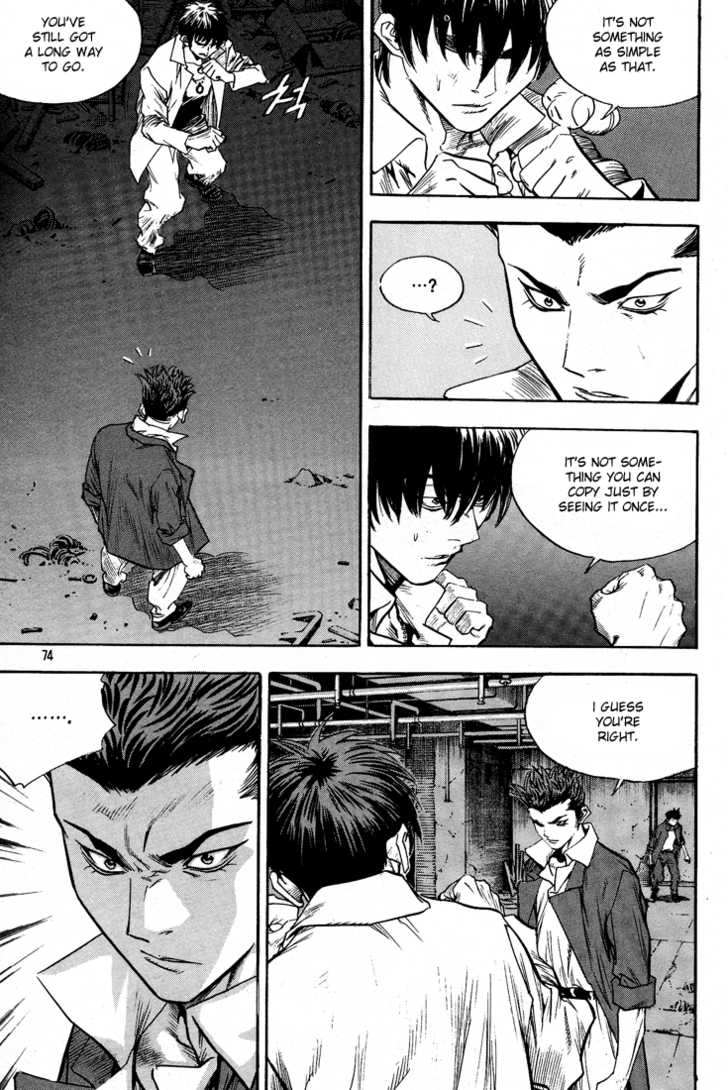 YOU'VE
STILL GOT
A LONG WAY
TO GO.
척
IT'S NOT
SOMETHING
AS SIMPLE
AS THAT.
...?
IT'S NOT SOME-
THING YOU CAN
COPY JUST BY
SEEING IT ONCE...
74
.......
I GUESS
YOU'RE
RIGHT.